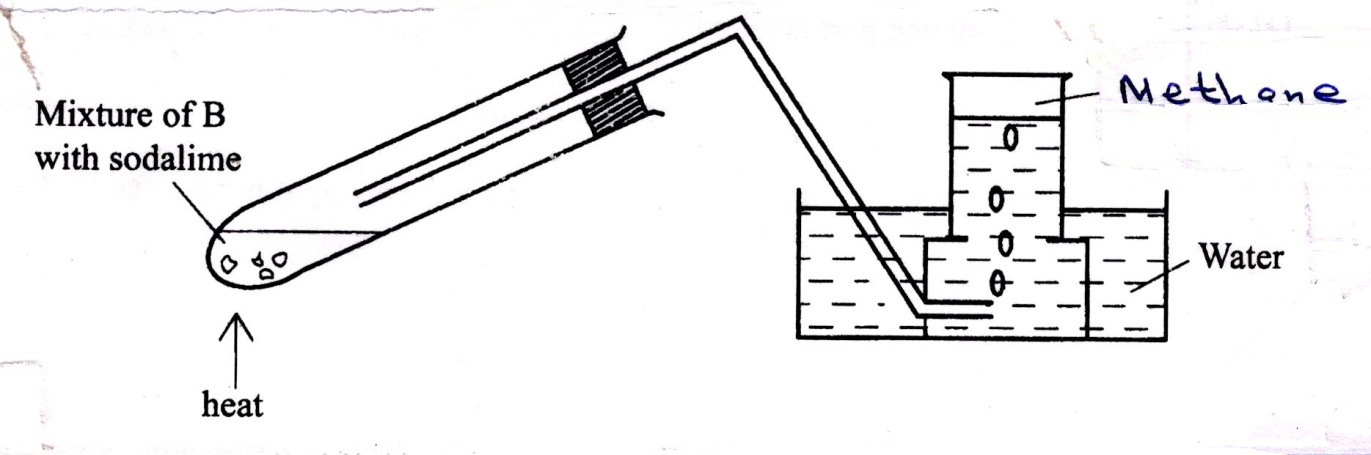 Methane
Mixture of B
with sodalime
Water
heat